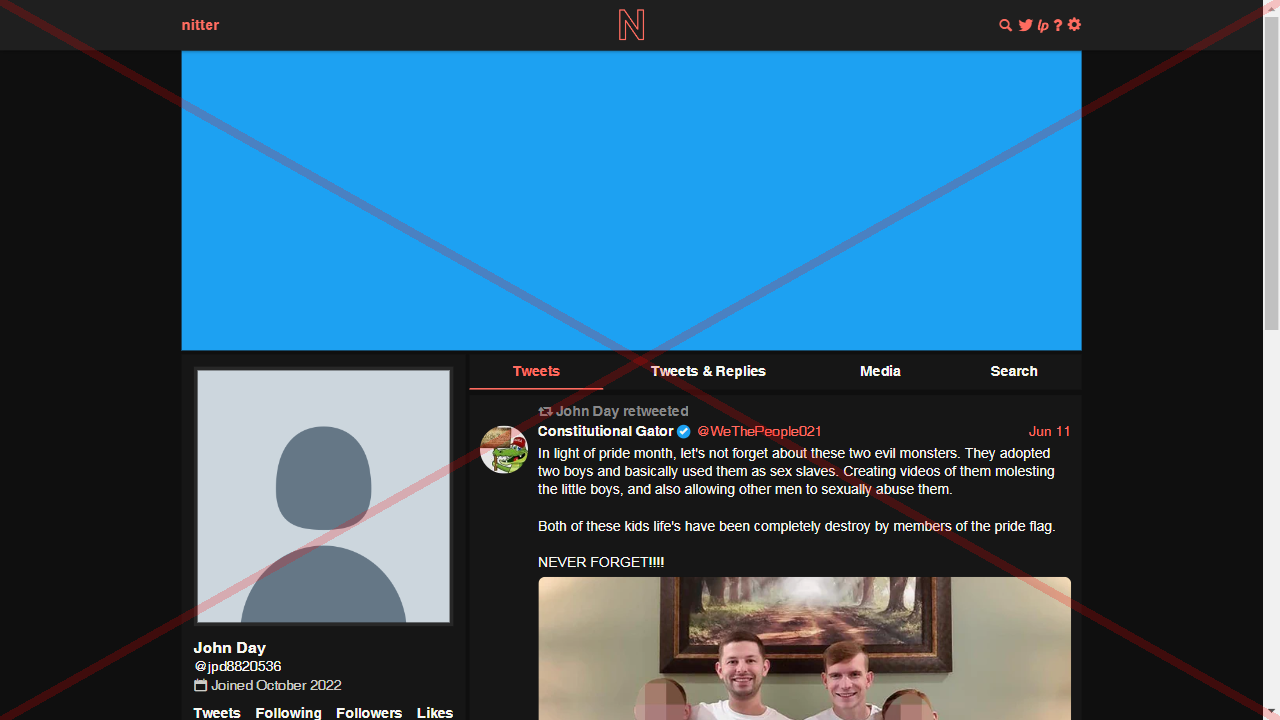 nitter
N
lp ?
Tweets Tweets & Replies Media Search
John Day retweeted
Constitutional Gator @WeThePeople021 Jun 11
In light of pride month, let's not forget about these two evil monsters. They adopted
two boys and basically used them as sex slaves. Creating videos of them molesting
the little boys, and also allowing other men to sexually abuse them.
Both of these kids life's have been completely destroy by members of the pride flag.
NEVER FORGET!!!!
John Day
@jpd8820536
Joined October 2022
Tweets Following Followers Likes